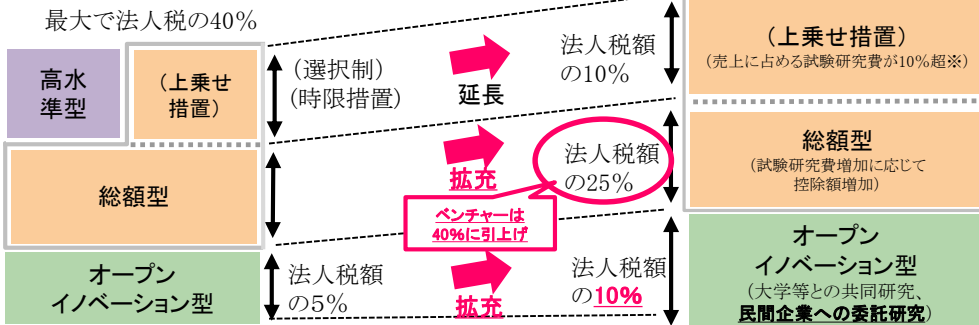 最大で法人税の40%
高水
準型
(上乗せ
措置)
(選択制)
(時限措置)
延長
法人税額
の10%
(上乗せ措置)
(売上に占める試験研究費が10%超※)
総額型
拡充
法人税額
の25%
総額型
(試験研究費増加に応じて
控除額増加)
ベンチャーは
40%に引上げ
オープン
イノベーション型
法人税額
の5%
拡充
法人税額
の10%
オープン
イノベーション型
(大学等との共同研究、
民間企業への委託研究)